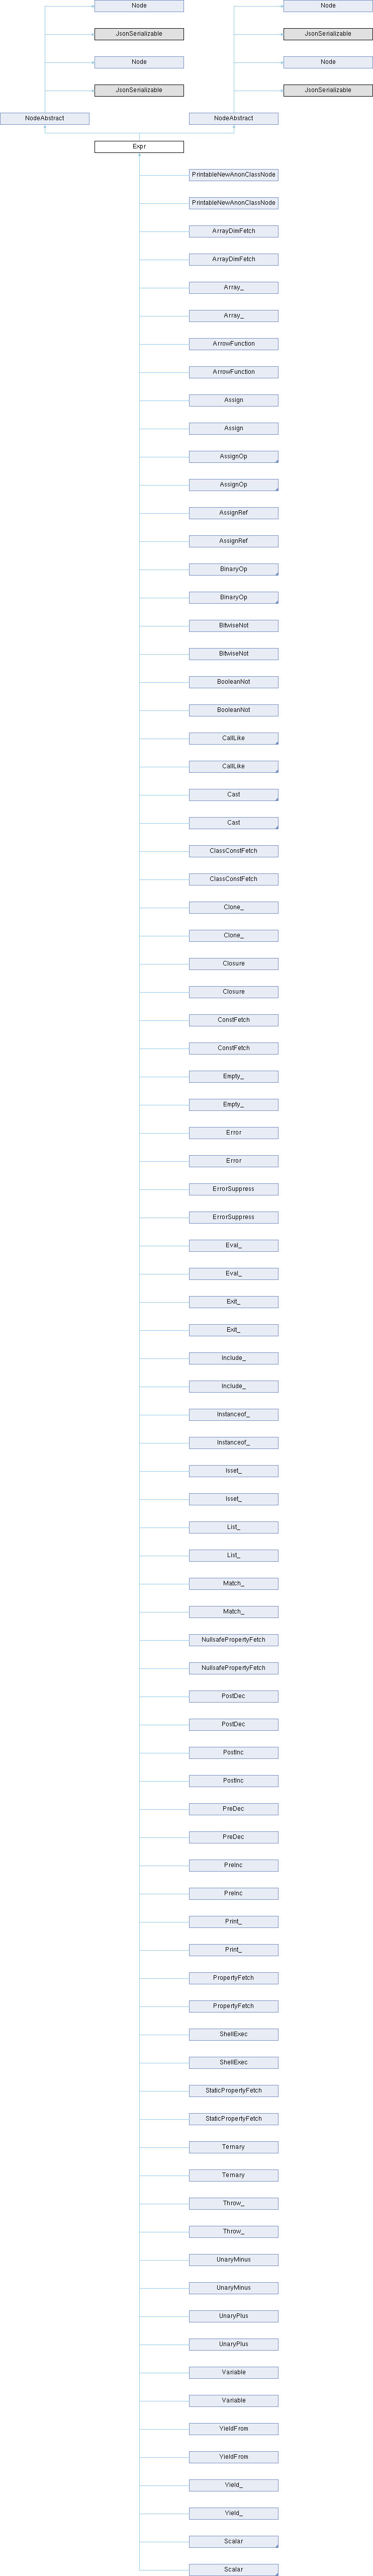 Node
Node
JsonSerializable
JsonSerializable
Node
Node
JsonSerializable
JsonSerializable
NodeAbstract
NodeAbstract
Expr
PrintableNewAnonClassNode
PrintableNewAnonClassNode
ArrayDimFetch
ArrayDimFetch
Array_
Array_
ArrowFunction
ArrowFunction
Assign
Assign
AssignOp
AssignOp
AssignRef
AssignRef
BinaryOp
BinaryOp
BitwiseNot
BitwiseNot
BooleanNot
BooleanNot
CallLike
CallLike
Cast
Cast
ClassConstFetch
ClassConstFetch
Clone_
Clone_
Closure
Closure
ConstFetch
ConstFetch
Empty_
Empty_
Error
Error
ErrorSuppress
ErrorSuppress
Eval_
Eval_
Exit_
Exit_
Include_
Include_
Instanceof_
Instanceof_
Isset_
Isset_
List_
List_
Match_
Match_
NullsafePropertyFetch
NullsafePropertyFetch
PostDec
PostDec
PostInc
PostInc
PreDec
PreDec
PreInc
PreInc
Print_
Print_
PropertyFetch
PropertyFetch
ShellExec
ShellExec
StaticPropertyFetch
StaticPropertyFetch
Ternary
Ternary
Throw_
Throw_
UnaryMinus
UnaryMinus
UnaryPlus
UnaryPlus
Variable
Variable
YieldFrom
YieldFrom
Yield_
Yield_
Scalar
Scalar